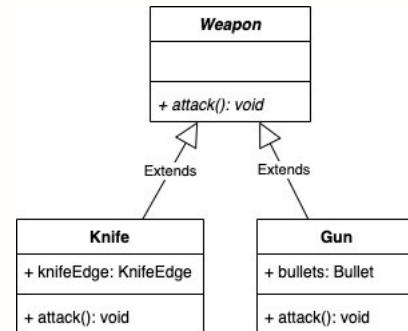 Weapon
+ attack(): void
Extends
Extends
Knife
+ knifeEdge: KnifeEdge
+ attack(): void
Gun
+ bullets: Bullet
+ attack(): void